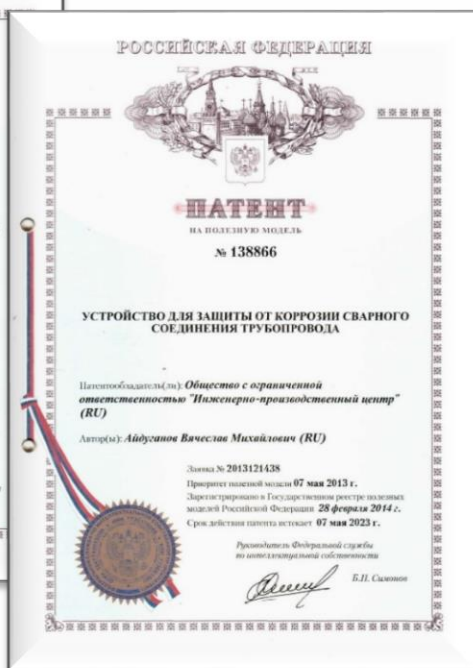 РОССИЙСКАЯ ФЕДЕРАЦИЯ
ПАТЕНТ
НА ПОЛЕЗНУЮ МОДЕЛЬ
№ 138866
УСТРОЙСТВО ДЛЯ ЗАЩИТЫ ОТ КОРРОЗИИ СВАРНОГО
СОЕДИНЕНИЯ ТРУБОПРОВОДА
Патентообладатель(ли): Общество с ограниченной
ответственностью "Инженерно-производственный центр"
(RU)
Автор(ы): Айдуганов Вячеслав Михайлович (RU)
Заявка № 2013121438
Приоритет полезной модели 07 мая 2013 г.
Зарегистрировано в Государственном реестре полезных
моделей Российской Федерации 28 февраля 2014 г.
Срок действия патента истекает 07 мая 2023 г.
Руководитель Федеральной службы
по интеллектуальной собственности
Б.П. Симонов